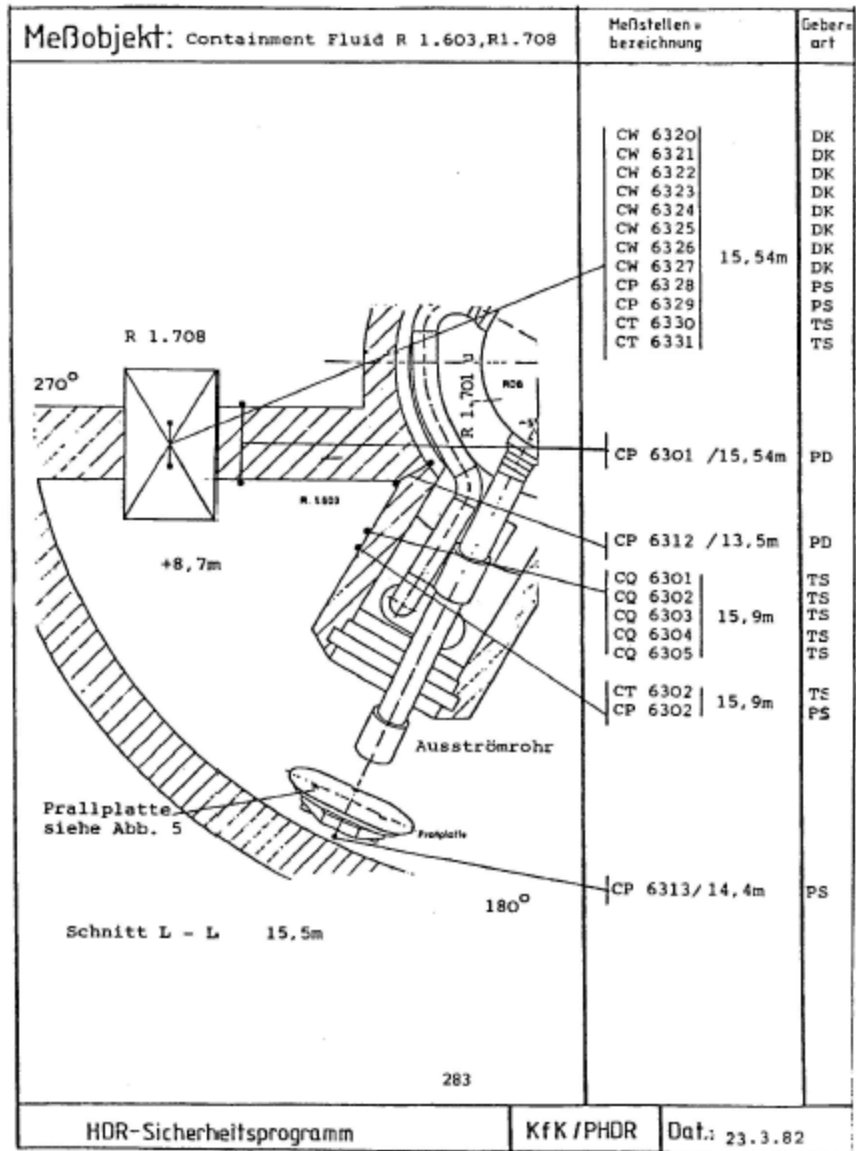 Meßobjekt: Containment Fluid R 1.603,R1.708
Meßstellen=
bezeichnung
Geber=
art
CW 6320 DK
CW 6321 DK
CW 6322 DK
CW 6323 DK
CW 6324 DK
CW 6325 DK
CW 6326 DK
CW 6327 15,54m DK
CP 6328 PS
CP 6329 PS
CT 6330 TS
CT 6331 TS
R 1.708
270°
R 1.701 u
RDB
CP 6301 /15,54m PD
R. 1.603
CP 6312 /13,5m PD
+8,7m
CQ 6301 TS
CQ 6302 TS
CQ 6303 15,9m TS
CQ 6304 TS
CQ 6305 TS
CT 6302 15,9m TS
CP 6302 PS
Ausströmrohr
Prallplatte
siehe Abb. 5
Prallplatte
CP 6313/14,4m PS
180°
Schnitt L - L 15,5m
283
HDR-Sicherheitsprogramm
KfK/PHDR
Dat.: 23.3.82